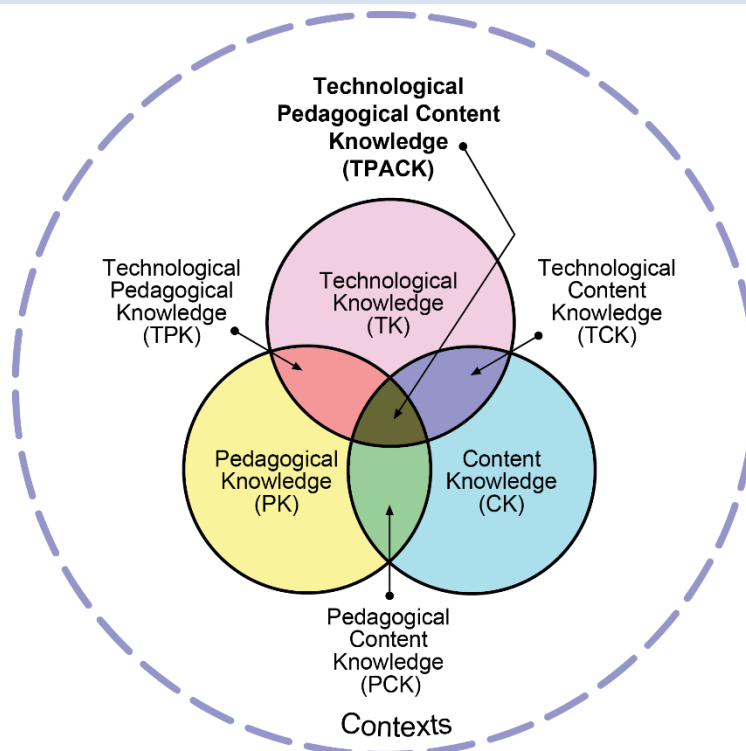 Technological
Pedagogical Content
Knowledge
(TPACK)
Technological
Pedagogical
Knowledge
(TPK)
Technological
Knowledge
(TK)
Technological
Content
Knowledge
(TCK)
Pedagogical
Knowledge
(PK)
Content
Knowledge
(CK)
Pedagogical
Content
Knowledge
(PCK)
Contexts